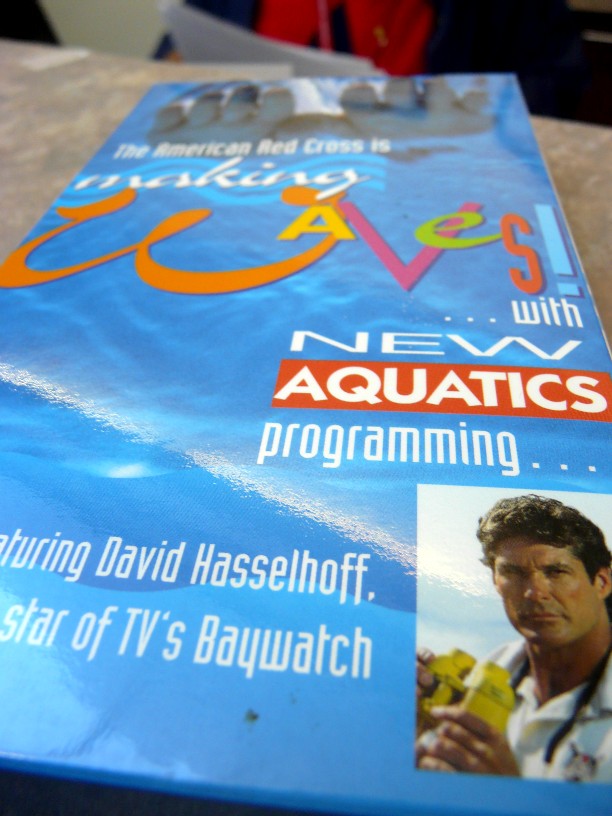 The American Red Cross is
making
WAVes!
...with
NEW
AQUATICS
programming....
aturing David Hasselhoff,
star of TV's Baywatch